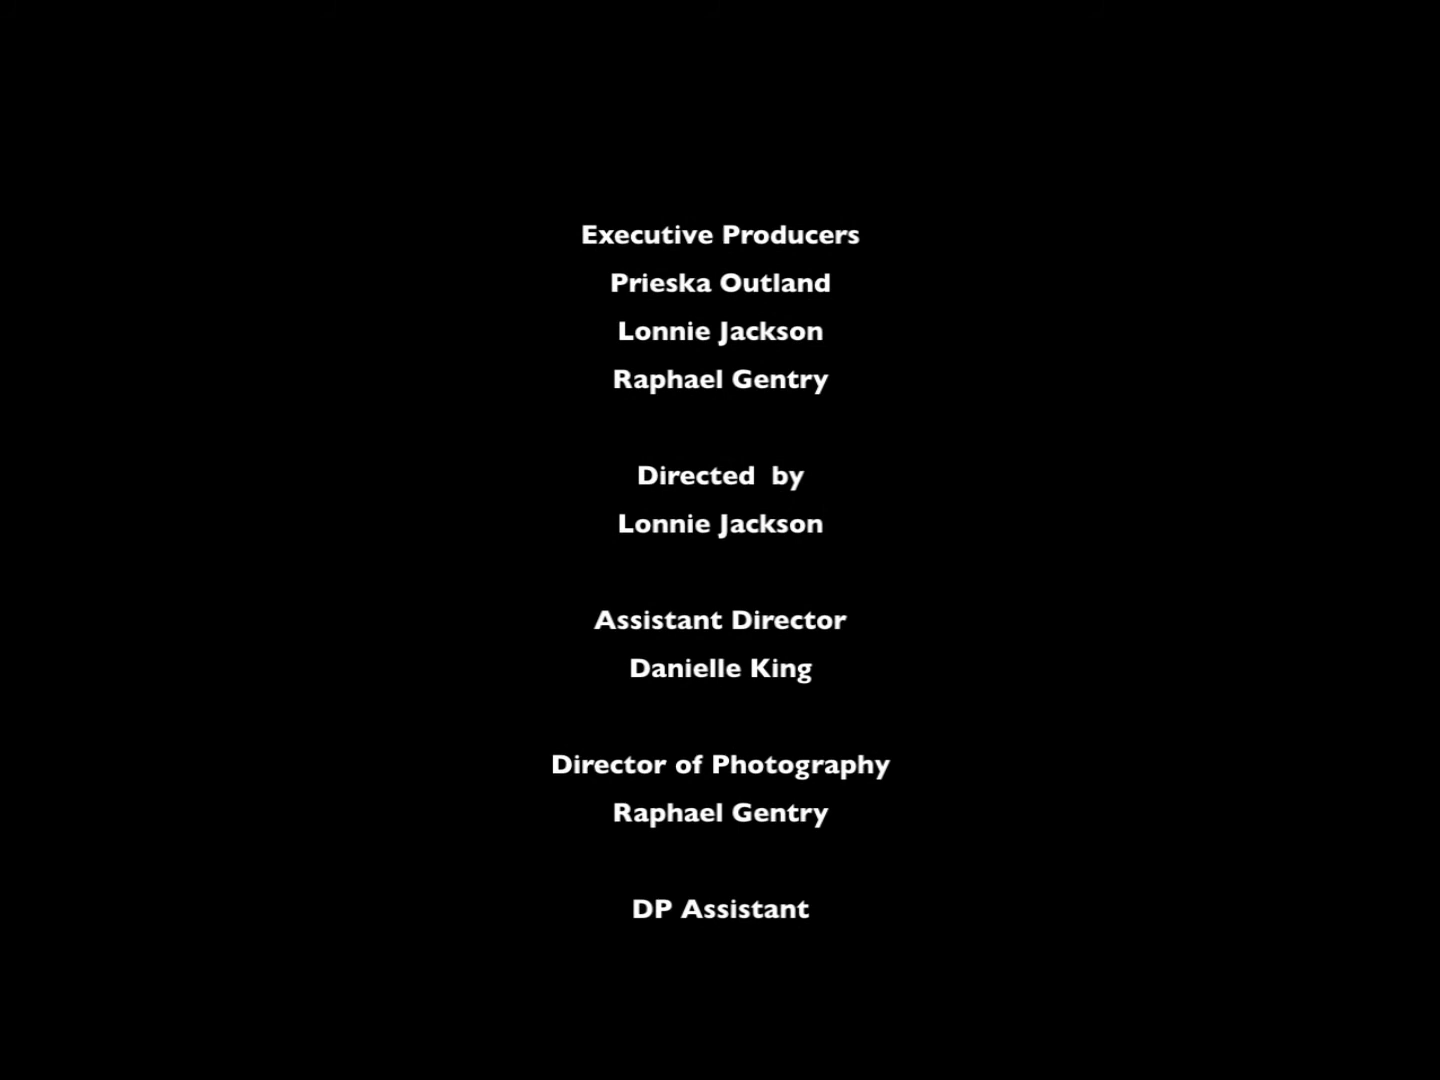 Executive Producers
Prieska Outland
Lonnie Jackson
Raphael Gentry
Directed  by
Lonnie Jackson
Assistant Director
Danielle King
Director of Photography
Raphael Gentry
DP Assistant